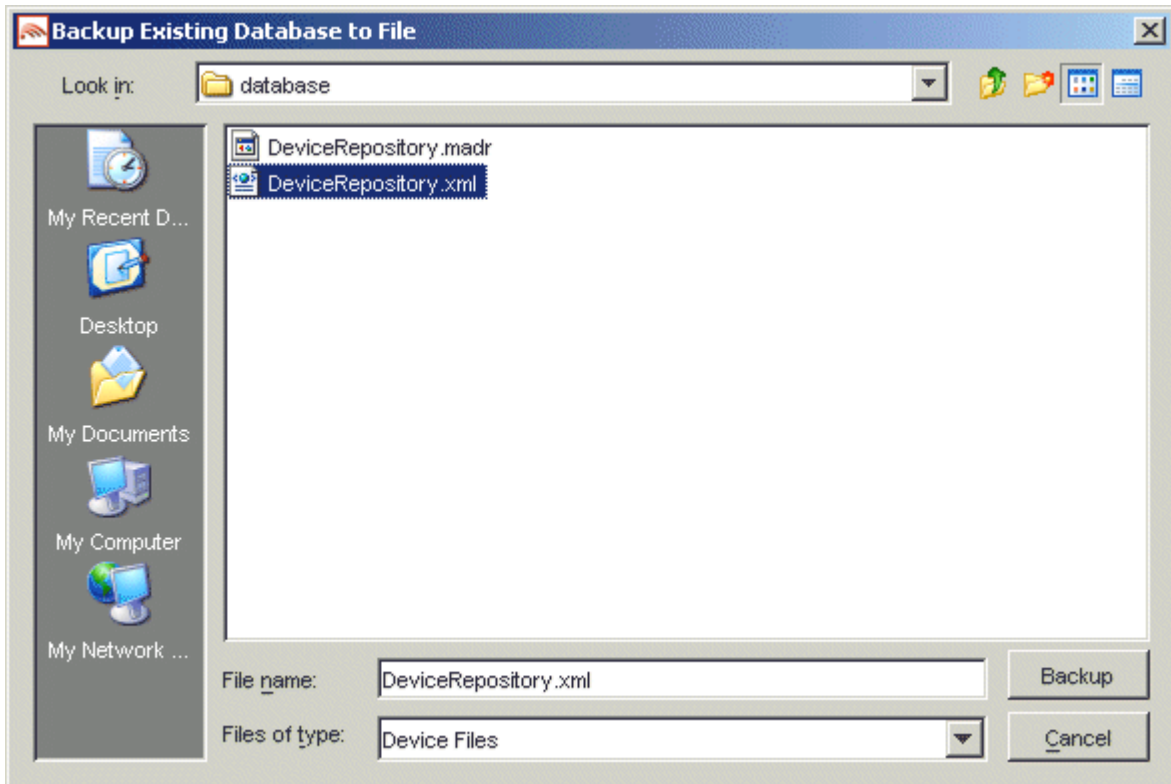 Backup Existing Database to File
Look in:
database
DeviceRepository.madr
DeviceRepository.xml
My Recent D...
Desktop
My Documents
My Computer
My Network ...
File name:
DeviceRepository.xml
Backup
Files of type:
Device Files
Cancel